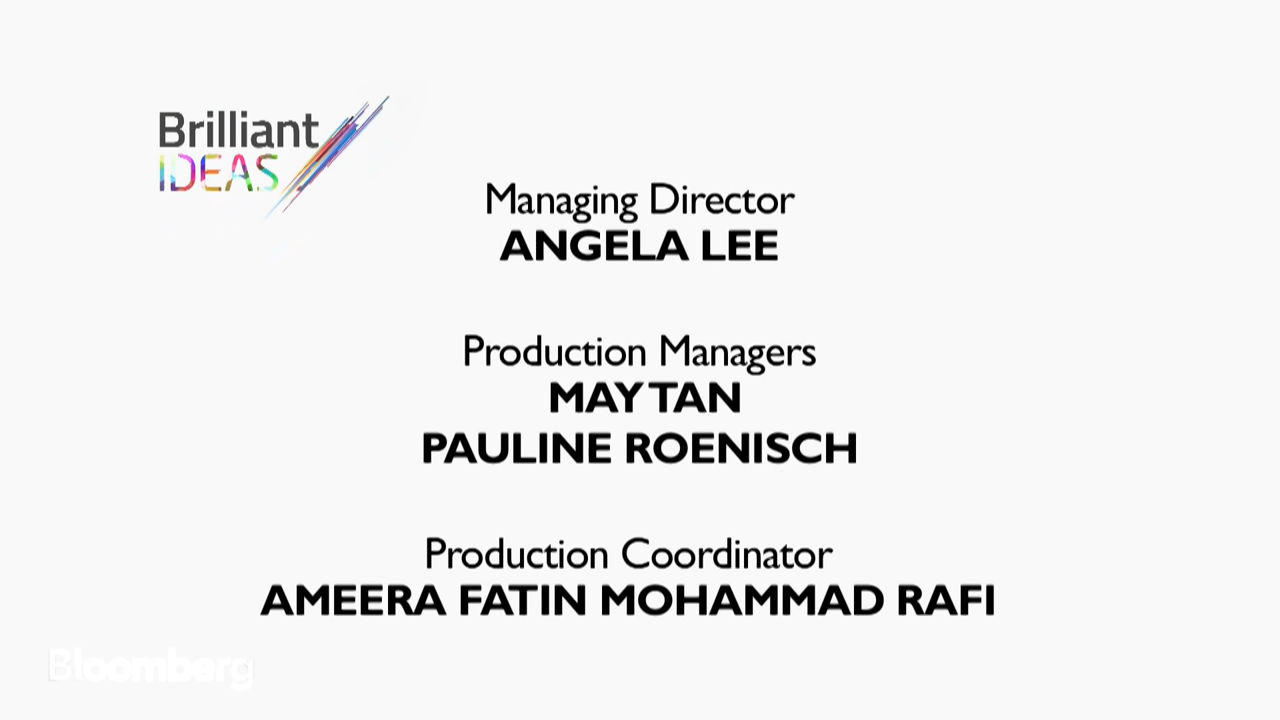 Brilliant
IDEAS
Managing Director
ANGELA LEE
Production Managers
MAY TAN
PAULINE ROENISCH
Production Coordinator
AMEERA FATIN MOHAMMAD RAFI
Bloomberg